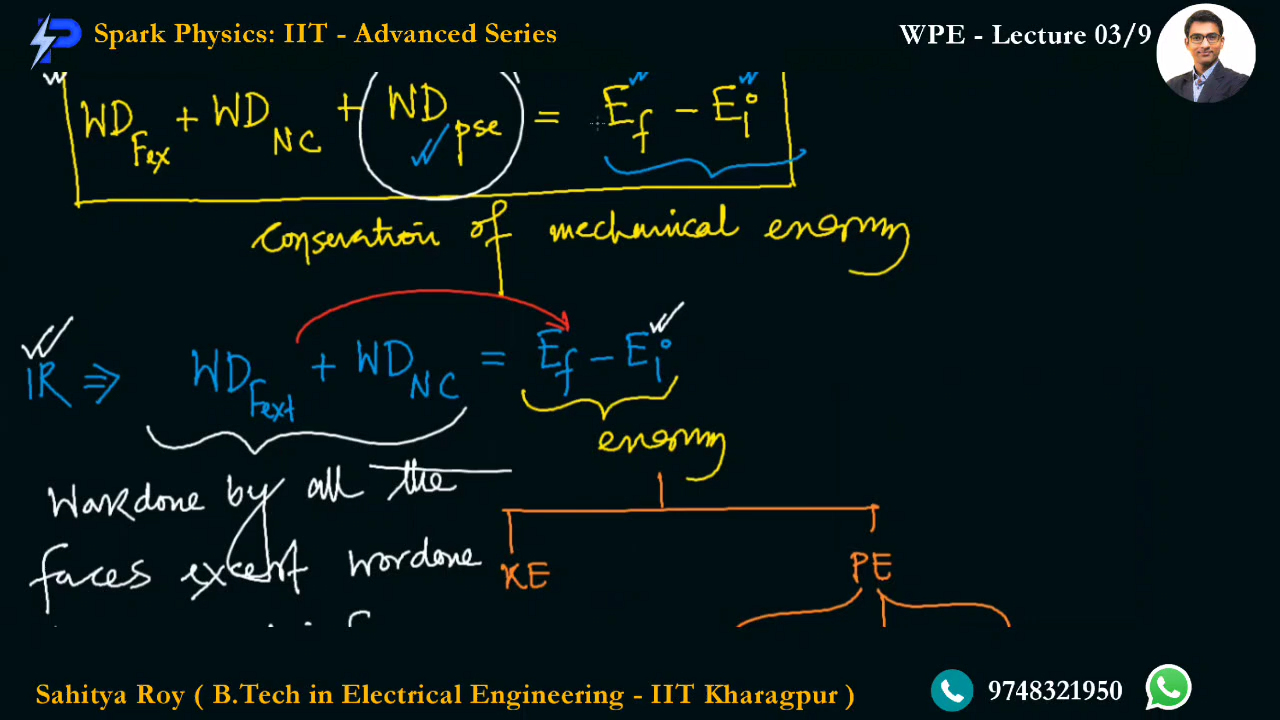 Spark Physics: IIT - Advanced Series
WPE - Lecture 03/9
WD_Fex + WD_NC + WD_pse = E_f - E_i
Conservation of mechanical energy
IR ⇒ WD_Fext + WD_NC = E_f - E_i
energy
Workdone by all the
forces except wordone
KE
PE
Sahitya Roy ( B.Tech in Electrical Engineering - IIT Kharagpur )
9748321950